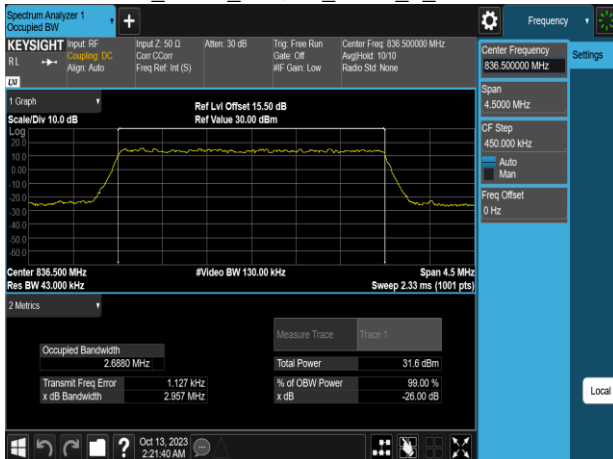 Spectrum Analyzer 1
Occupied BW
Frequency
KEYSIGHT
Input: RF
Coupling: DC
Align: Auto
R L
LXI
Input Z: 50 Ω
Corr CCorr
Freq Ref: Int (S)
Atten: 30 dB
Trig: Free Run
Gate: Off
#IF Gain: Low
Center Freq: 836.500000 MHz
Avg|Hold: 10/10
Radio Std: None
Center Frequency
836.500000 MHz
Settings
Span
4.5000 MHz
CF Step
450.000 kHz
Auto
Man
Freq Offset
0 Hz
Local
1 Graph
Scale/Div 10.0 dB
Ref Lvl Offset 15.50 dB
Ref Value 30.00 dBm
Log
20.0
10.0
0.00
-10.0
-20.0
-30.0
-40.0
-50.0
-60.0
Center 836.500 MHz
#Video BW 130.00 kHz
Span 4.5 MHz
Res BW 43.000 kHz
Sweep 2.33 ms (1001 pts)
2 Metrics
Measure Trace
Trace 1
Occupied Bandwidth
2.6880 MHz
Total Power
31.6 dBm
Transmit Freq Error
1.127 kHz
% of OBW Power
99.00 %
x dB Bandwidth
2.957 MHz
x dB
-26.00 dB
Oct 13, 2023
2:21:40 AM